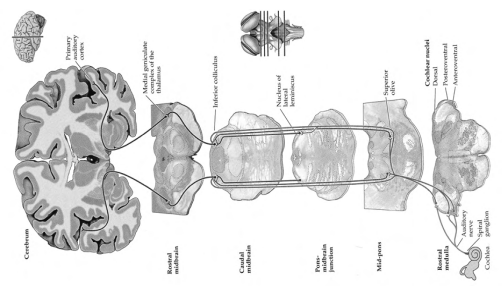 Cerebrum
Primary
auditory
cortex
Rostral
midbrain
Medial geniculate
complex of the
thalamus
Caudal
midbrain
Inferior colliculus
Pons-
midbrain
junction
Nucleus of
lateral
lemniscus
Mid-pons
Superior
olive
Rostral
medulla
Cochlear nuclei
Dorsal
Posteroventral
Anteroventral
Auditory
nerve
Spiral
ganglion
Cochlea